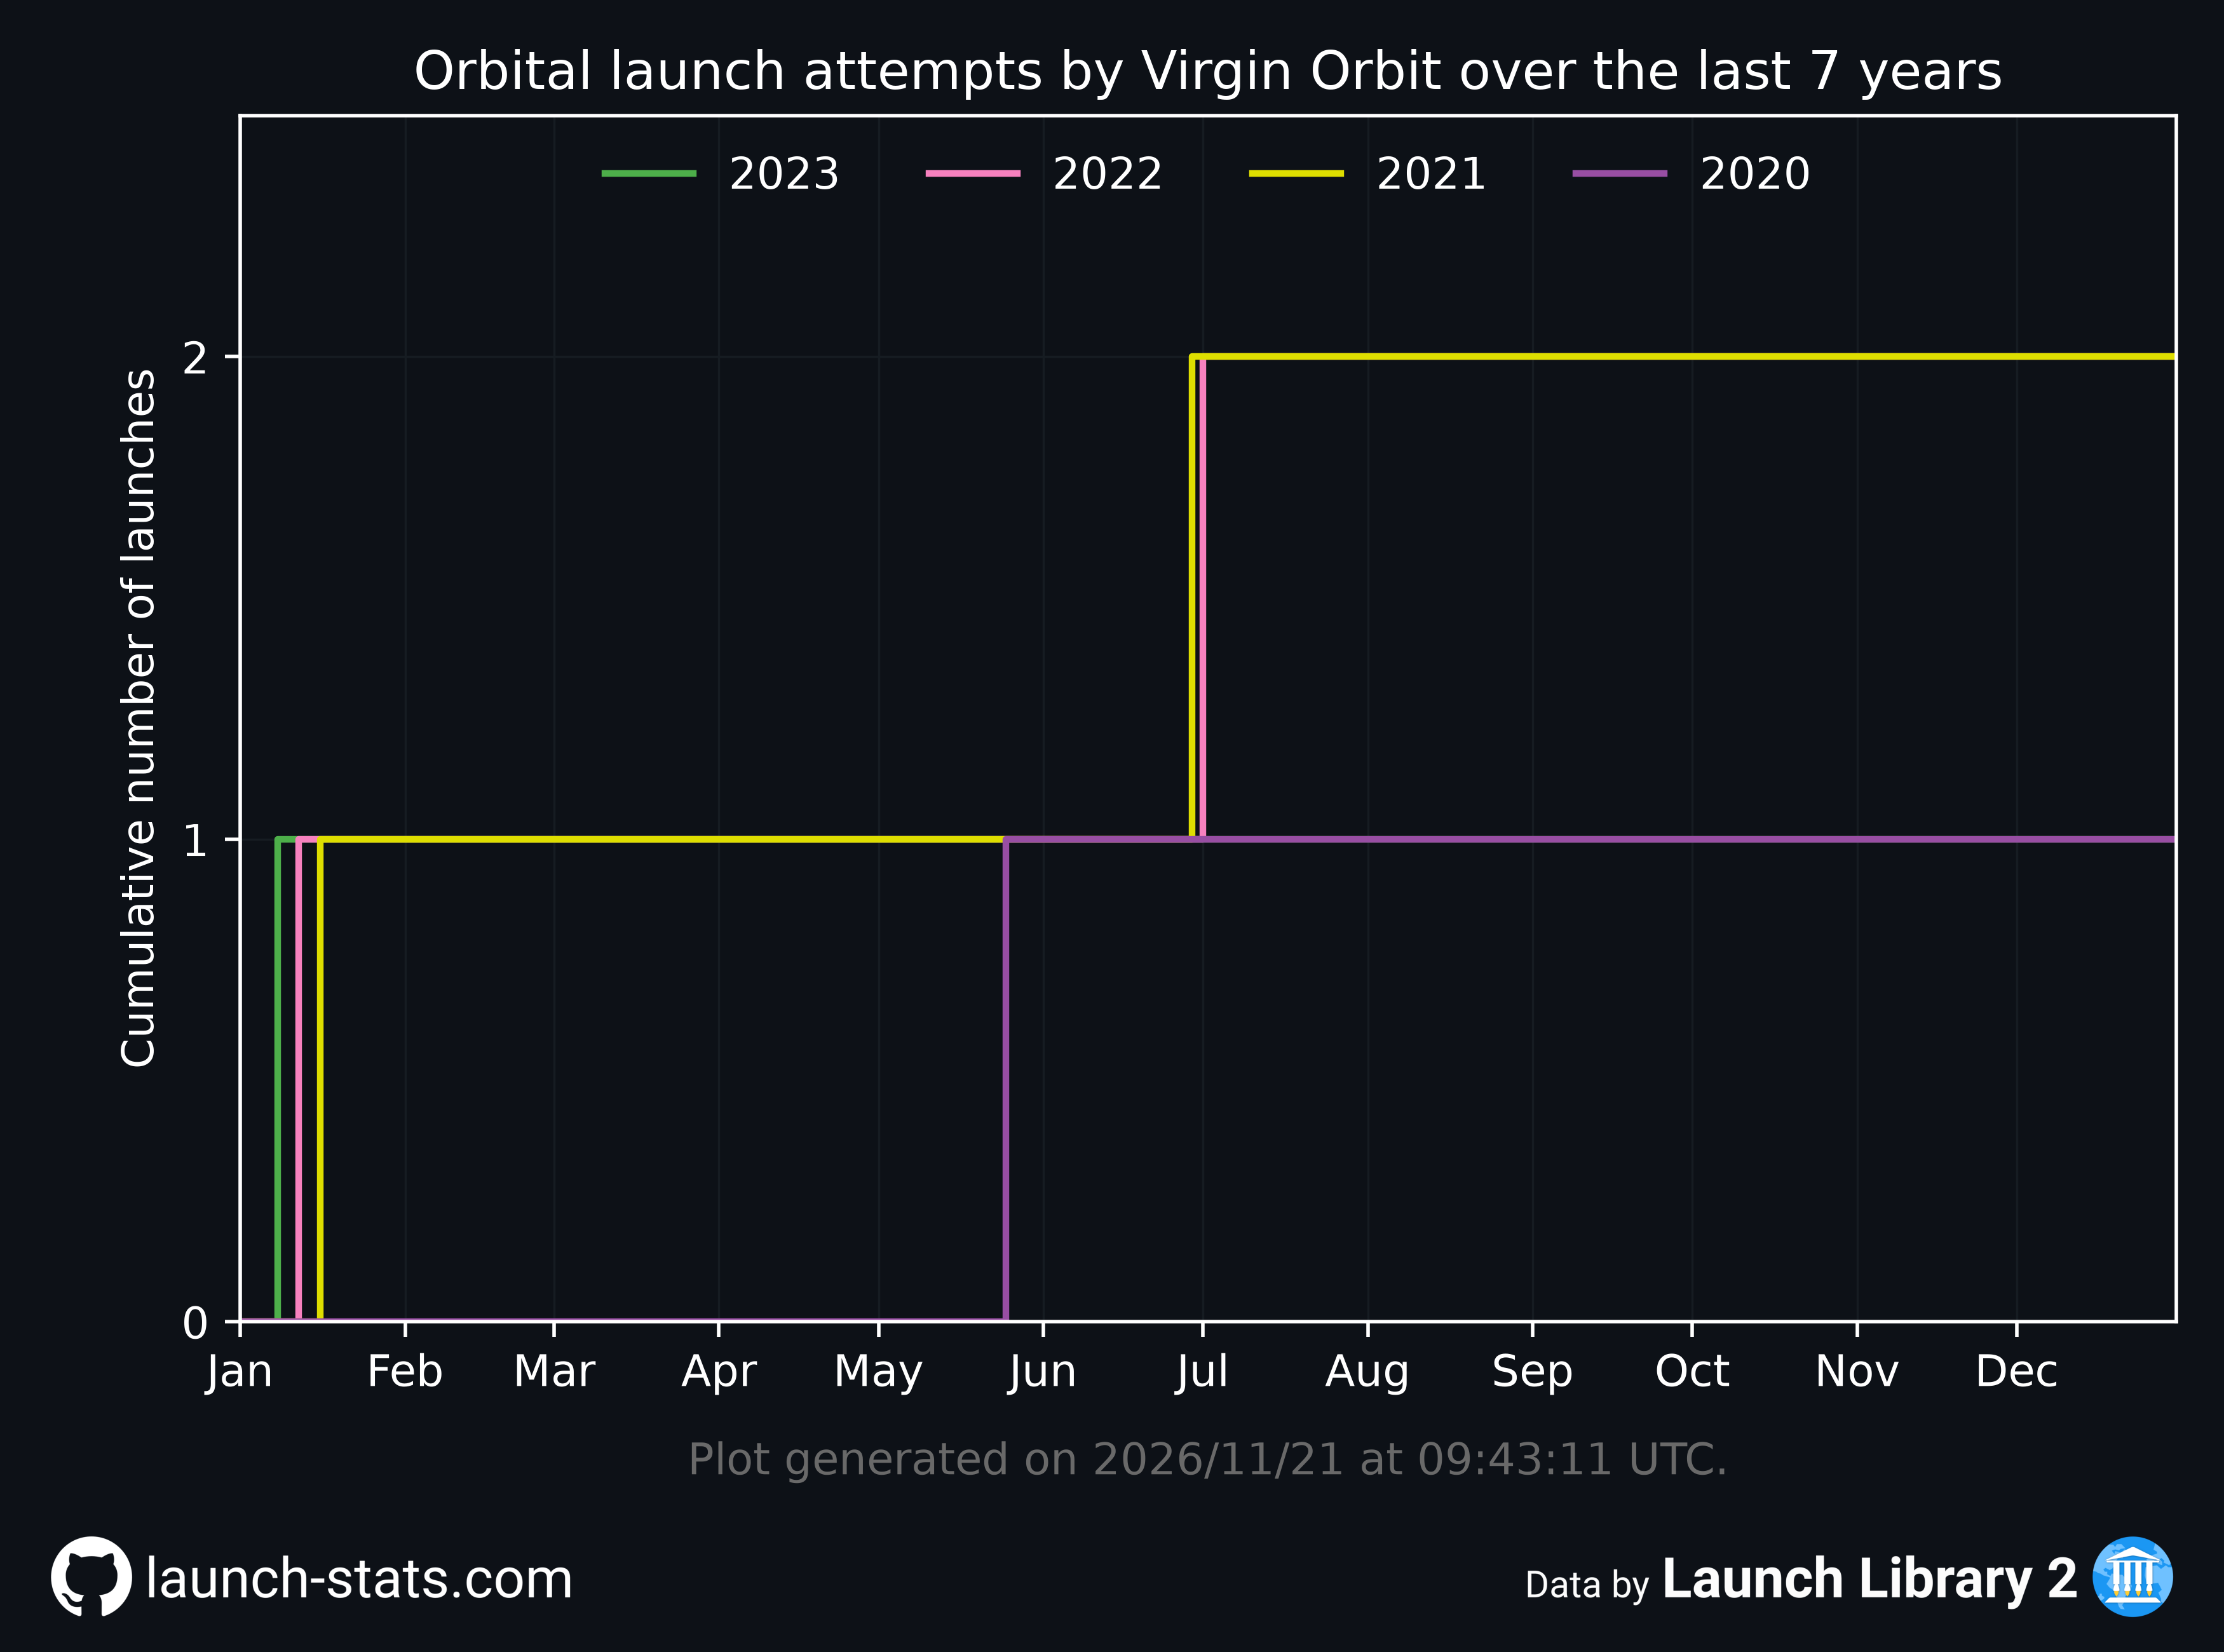 Orbital launch attempts by Virgin Orbit over the last 7 years
2023 2022 2021 2020
Cumulative number of launches
2
1
0
Jan Feb Mar Apr May Jun Jul Aug Sep Oct Nov Dec
Plot generated on 2026/11/21 at 09:43:11 UTC.
launch-stats.com
Data by Launch Library 2